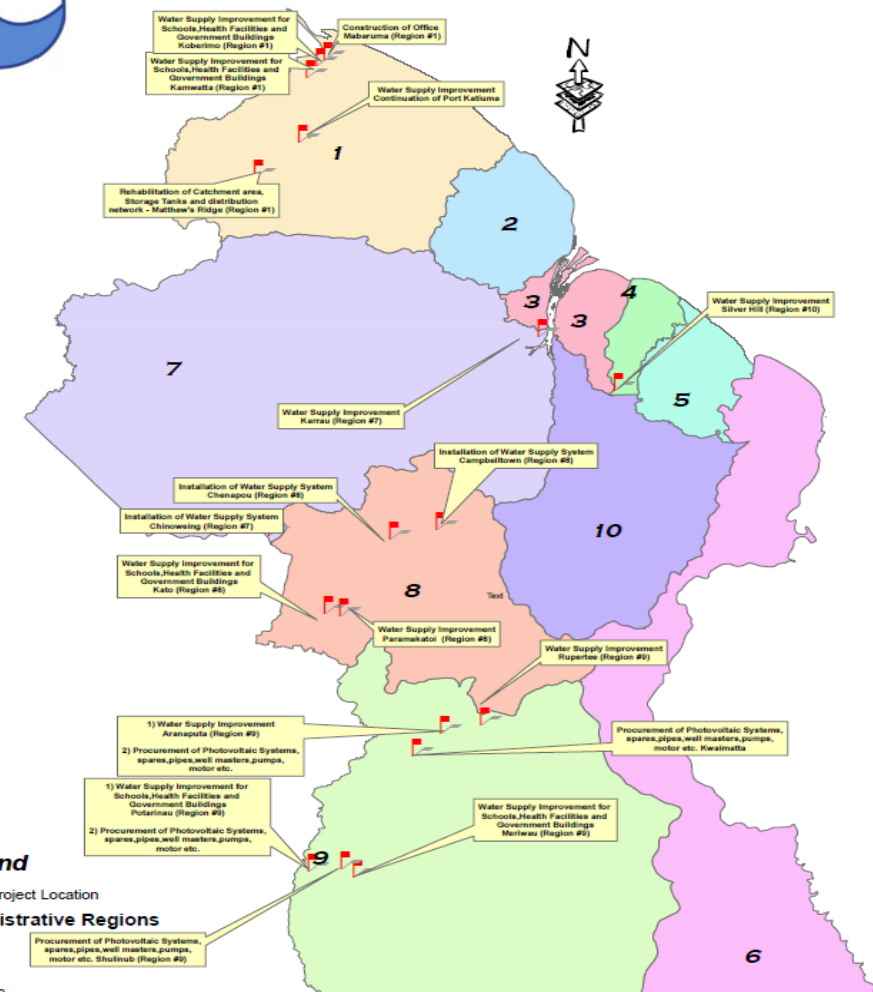 Water Supply Improvement for
Schools,Health Facilities and
Government Buildings
Koberimo (Region #1)
Construction of Office
Mabaruma (Region #1)
N
Water Supply Improvement for
Schools,Health Facilities and
Government Buildings
Kamwatta (Region #1)
Water Supply Improvement
Continuation of Port Katiuma
1
Rehabilitation of Catchment area,
Storage Tanks and distribution
network - Matthew's Ridge (Region #1)
2
3
3
4
Water Supply Improvement
Silver Hill (Region #10)
7
5
Water Supply Improvement
Karrau (Region #7)
Installation of Water Supply System
Campbelltown (Region #8)
Installation of Water Supply System
Chenapou (Region #8)
Installation of Water Supply System
Chinoweing (Region #7)
10
Water Supply Improvement for
Schools,Health Facilities and
Government Buildings
Kato (Region #8)
8
Text
Water Supply Improvement
Paramakatoi (Region #8)
Water Supply Improvement
Rupertee (Region #9)
1) Water Supply Improvement
Aranaputa (Region #9)
2) Procurement of Photovoltaic Systems,
spares,pipes,well masters,pumps,
motor etc.
Procurement of Photovoltaic Systems,
spares,pipes,well masters,pumps,
motor etc. Kwaimatta
1) Water Supply Improvement for
Schools,Health Facilities and
Government Buildings
Potarinau (Region #9)
2) Procurement of Photovoltaic Systems,
spares,pipes,well masters,pumps,
motor etc.
Water Supply Improvement for
Schools,Health Facilities and
Government Buildings
Meriwau (Region #9)
9
nd
roject Location
istrative Regions
Procurement of Photovoltaic Systems,
spares,pipes,well masters,pumps,
motor etc. Shulinub (Region #9)
6